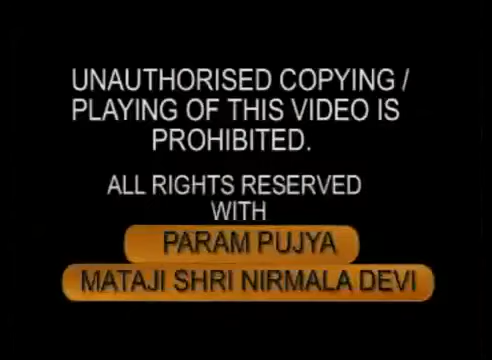 UNAUTHORISED COPYING /
PLAYING OF THIS VIDEO IS
PROHIBITED.
ALL RIGHTS RESERVED
WITH
PARAM PUJYA
MATAJI SHRI NIRMALA DEVI